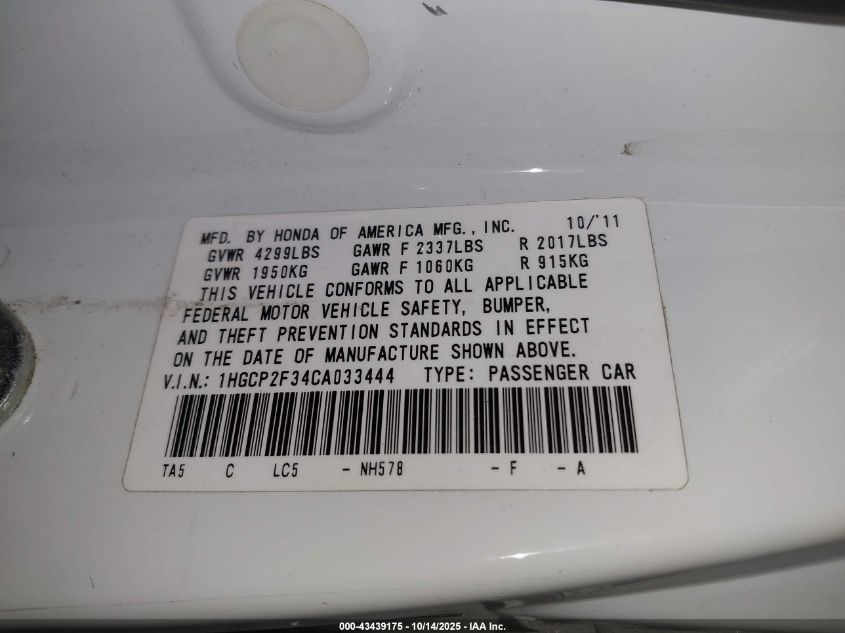 MFD. BY HONDA OF AMERICA MFG., INC. 10/'11
GVWR 4299LBS GAWR F 2337LBS R 2017LBS
GVWR 1950KG GAWR F 1060KG R 915KG
THIS VEHICLE CONFORMS TO ALL APPLICABLE
FEDERAL MOTOR VEHICLE SAFETY, BUMPER,
AND THEFT PREVENTION STANDARDS IN EFFECT
ON THE DATE OF MANUFACTURE SHOWN ABOVE.
V.I.N.: 1HGCP2F34CA033444 TYPE: PASSENGER CAR
TA5 C LC5 - NH578 - F - A
000-43439175 - 10/14/2025 - IAA Inc.